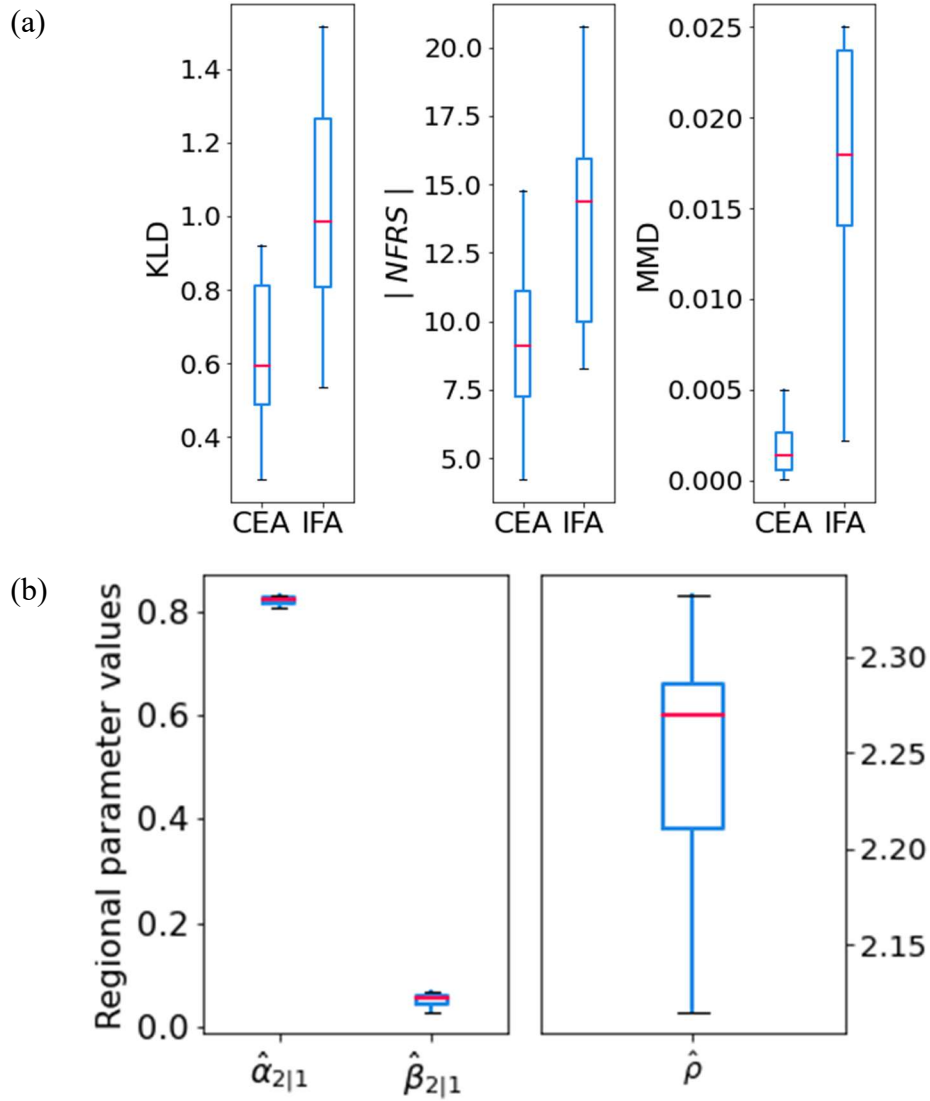 (a)
KLD
1.4
1.2
1.0
0.8
0.6
0.4
CEA IFA
| NFRS |
20.0
17.5
15.0
12.5
10.0
7.5
5.0
CEA IFA
MMD
0.025
0.020
0.015
0.010
0.005
0.000
CEA IFA
(b)
Regional parameter values
0.8
0.6
0.4
0.2
0.0
α̂2|1
β̂2|1
2.30
2.25
2.20
2.15
ρ̂